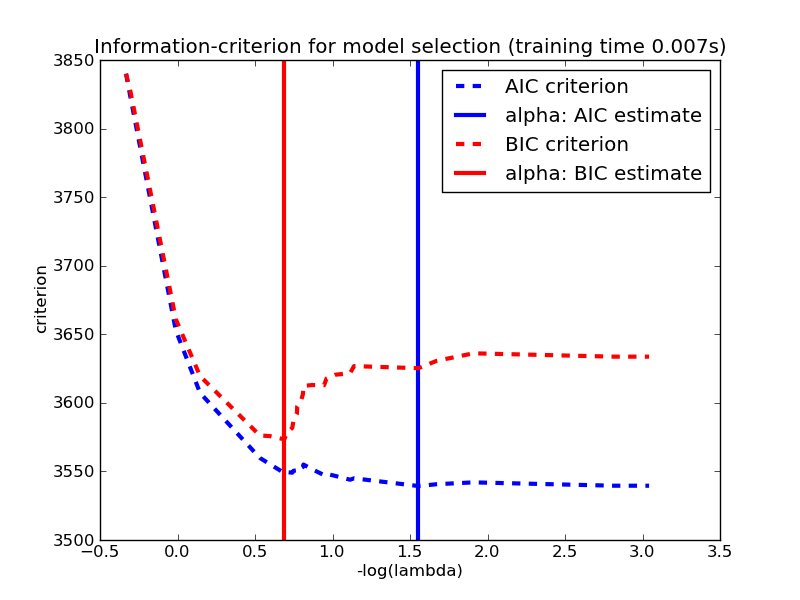 Information-criterion for model selection (training time 0.007s)
3850
3800
3750
3700
3650
3600
3550
3500
criterion
AIC criterion
alpha: AIC estimate
BIC criterion
alpha: BIC estimate
−0.5 0.0 0.5 1.0 1.5 2.0 2.5 3.0 3.5
-log(lambda)